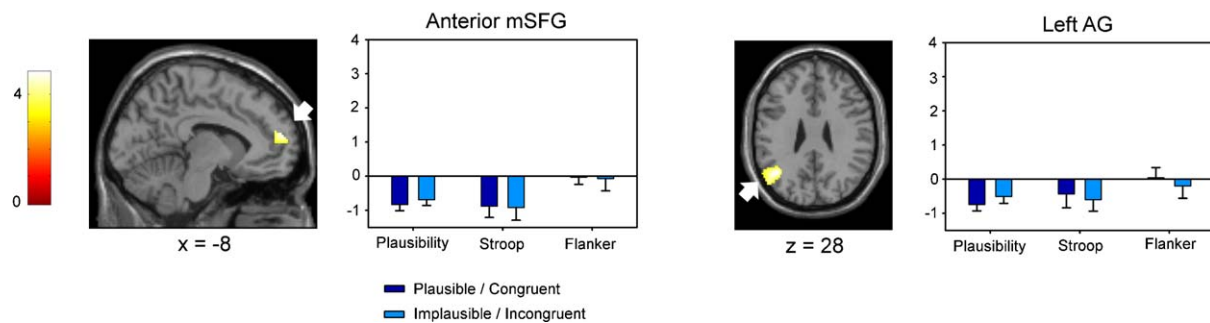 Anterior mSFG
Left AG
4
0
4
3
2
1
0
-1
Plausibility Stroop Flanker
x = -8
4
3
2
1
0
-1
Plausibility Stroop Flanker
z = 28
Plausible / Congruent
Implausible / Incongruent